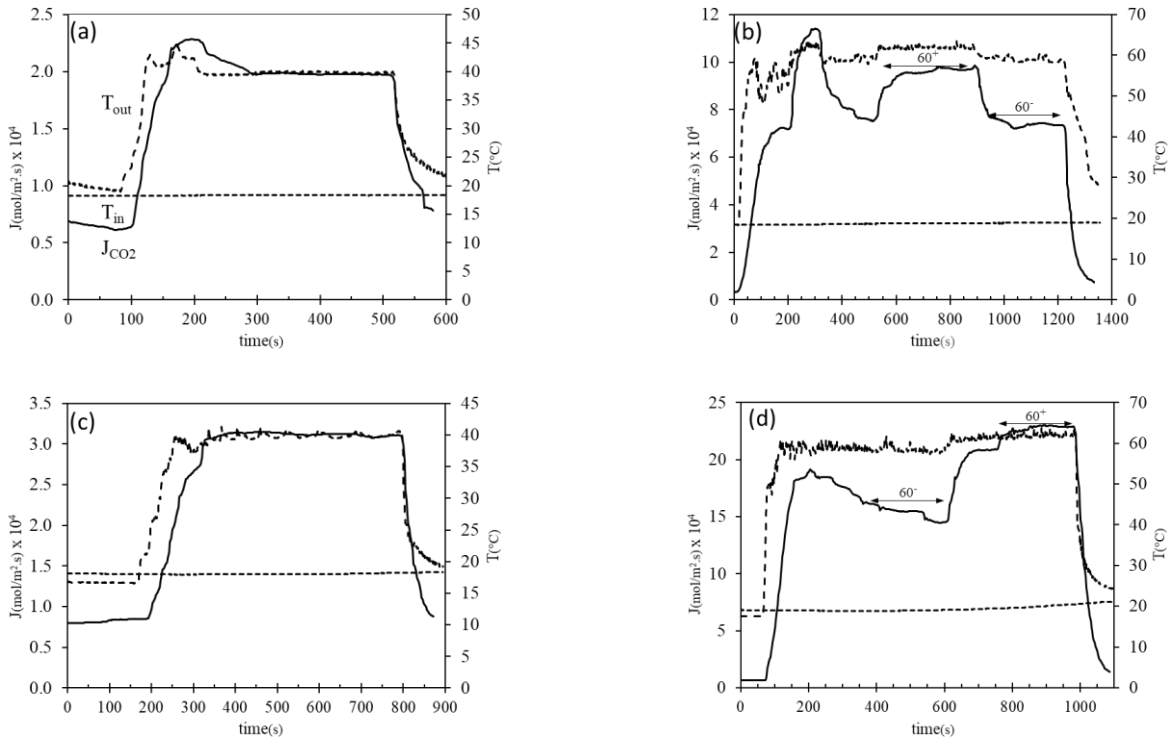 (a)
2.5
2.0
1.5
1.0
0.5
0.0
J(mol/m².s) x 10⁴
50
45
40
35
30
25
20
15
10
5
0
T(°C)
T_out
T_in
J_CO2
0 100 200 300 400 500 600
time(s)
(b)
12
10
8
6
4
2
0
J(mol/m².s) x 10⁴
70
60
50
40
30
20
10
0
T(°C)
60⁺
60⁻
0 200 400 600 800 1000 1200 1400
time(s)
(c)
3.5
3.0
2.5
2.0
1.5
1.0
0.5
0.0
J(mol/m².s) x 10⁴
45
40
35
30
25
20
15
10
5
0
T(°C)
0 100 200 300 400 500 600 700 800 900
time(s)
(d)
25
20
15
10
5
0
J(mol/m².s) x 10⁴
70
60
50
40
30
20
10
0
T(°C)
60⁺
60⁻
0 200 400 600 800 1000
time(s)